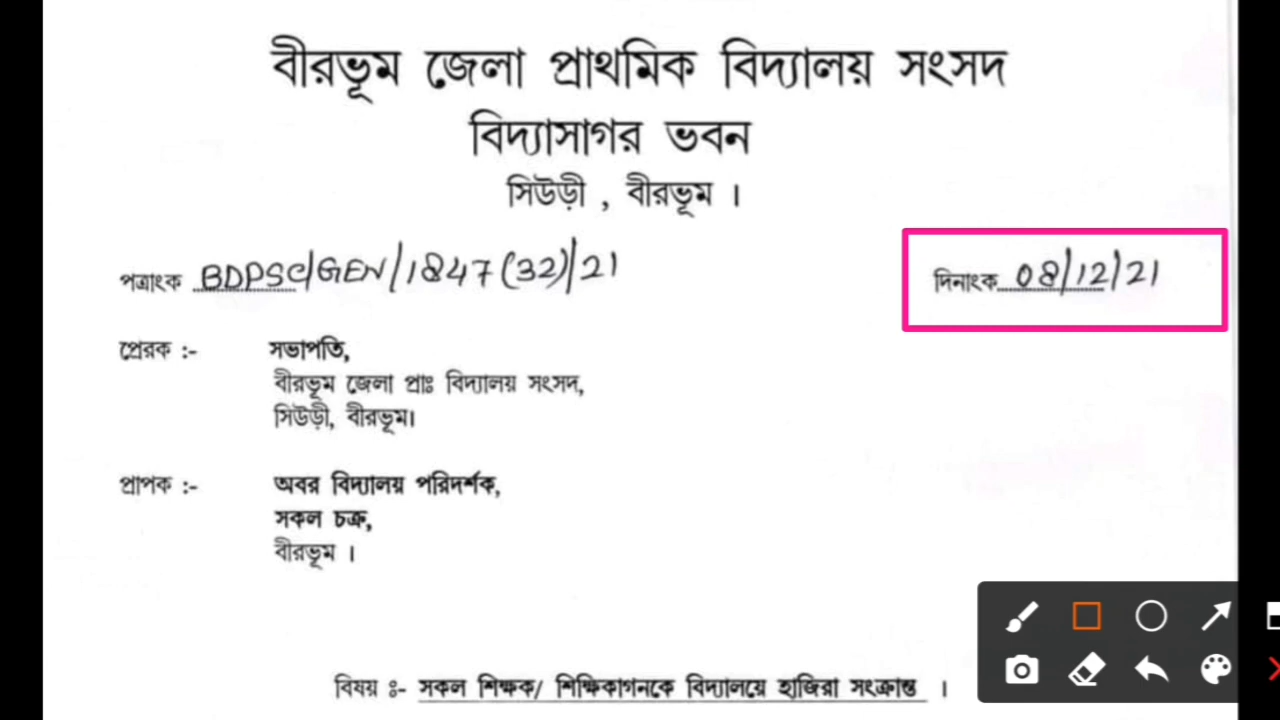 বীরভূম জেলা প্রাথমিক বিদ্যালয় সংসদ
বিদ্যাসাগর ভবন
সিউড়ী , বীরভূম ।
পত্রাংক BDPSC/GEN/1847(32)/21
দিনাংক 08/12/21
প্রেরক :- সভাপতি,
বীরভূম জেলা প্রাঃ বিদ্যালয় সংসদ,
সিউড়ী, বীরভূম।
প্রাপক :- অবর বিদ্যালয় পরিদর্শক,
সকল চক্র,
বীরভূম ।
বিষয় ঃ- সকল শিক্ষক/ শিক্ষিকাগনকে বিদ্যালয়ে হাজিরা সংক্রান্ত ।